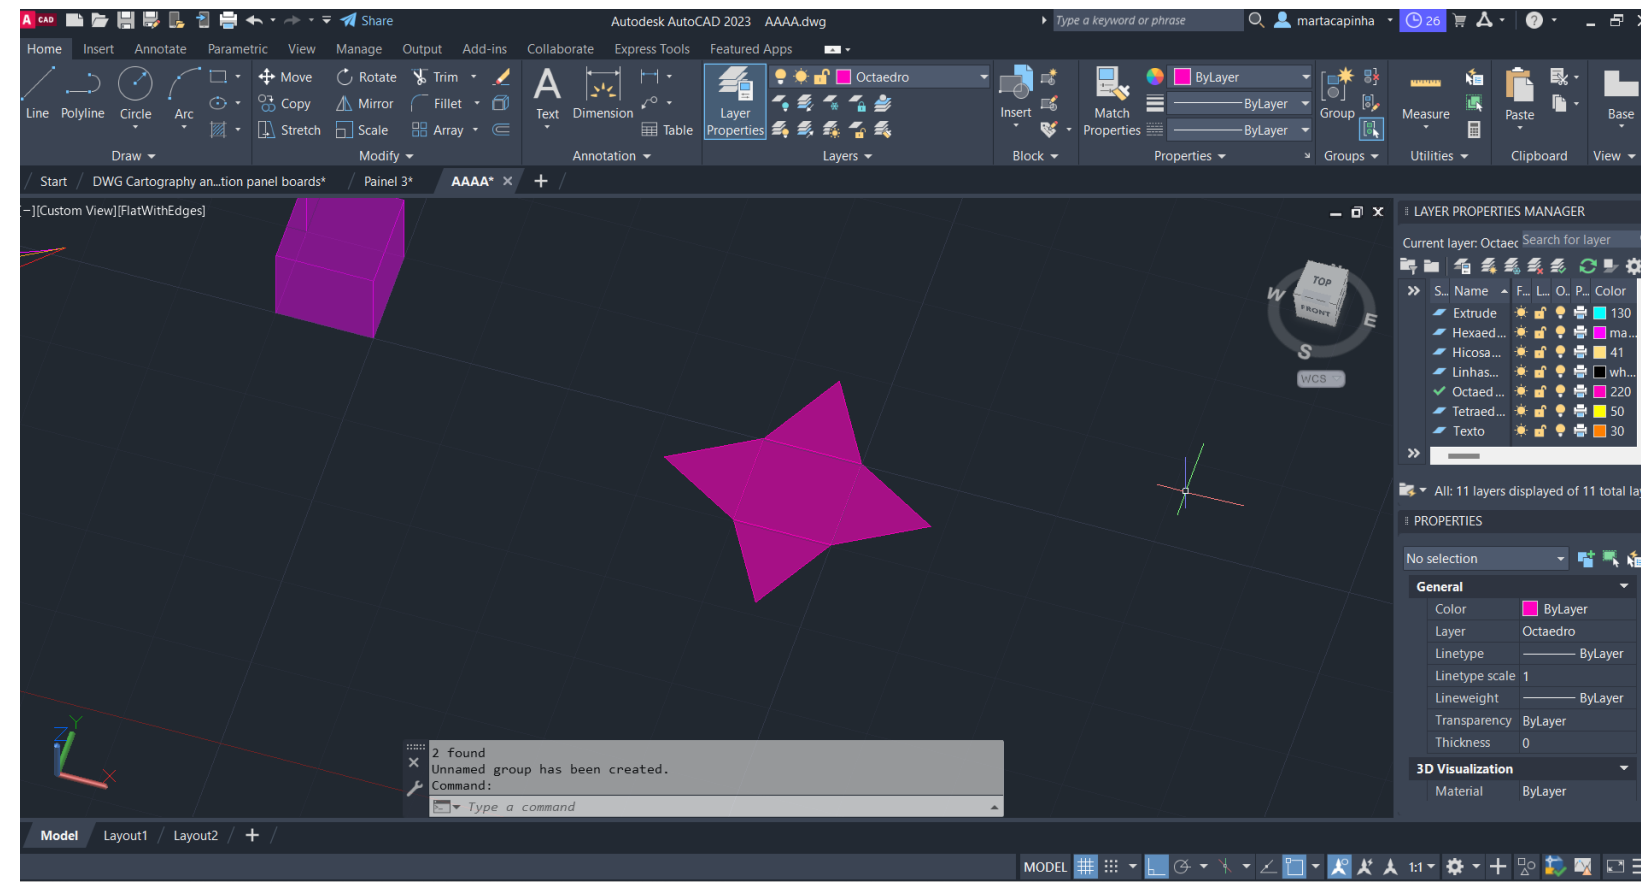 A CAD Share Autodesk AutoCAD 2023 AAAA.dwg Type a keyword or phrase martacapinha 26
Home Insert Annotate Parametric View Manage Output Add-ins Collaborate Express Tools Featured Apps
Line Polyline Circle Arc
Move Rotate Trim
Copy Mirror Fillet
Stretch Scale Array
Text Dimension Table
Layer Properties
Octaedro
Insert
Match Properties
ByLayer
ByLayer
ByLayer
Group
Measure
Paste
Base
Draw Modify Annotation Layers Block Properties Groups Utilities Clipboard View
Start DWG Cartography an...tion panel boards* Painel 3* AAAA*
[−][Custom View][FlatWithEdges]
TOP
FRONT
W
E
S
WCS
LAYER PROPERTIES MANAGER
Current layer: Octaec Search for layer
S.. Name F... L... O.. P... Color
Extrude 130
Hexaed... ma...
Hicosa... 41
Linhas... wh...
Octaed... 220
Tetraed... 50
Texto 30
All: 11 layers displayed of 11 total la
PROPERTIES
No selection
General
Color ByLayer
Layer Octaedro
Linetype ByLayer
Linetype scale 1
Lineweight ByLayer
Transparency ByLayer
Thickness 0
3D Visualization
Material ByLayer
Z Y
X
2 found
Unnamed group has been created.
Command:
Type a command
Model Layout1 Layout2
MODEL 1:1